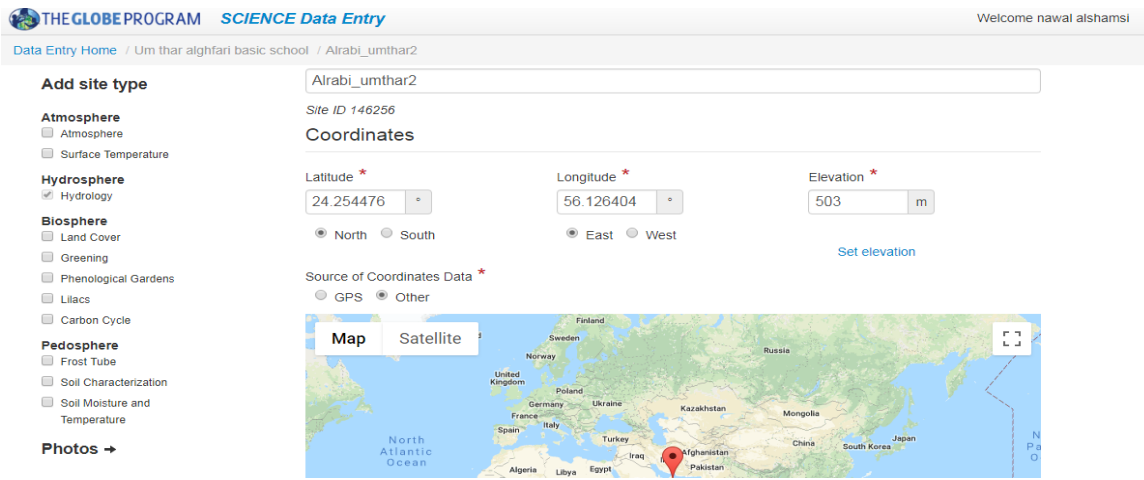 THE GLOBE PROGRAM SCIENCE Data Entry
Welcome nawal alshamsi
Data Entry Home / Um thar alghfari basic school / Alrabi_umthar2
Add site type
Atmosphere
Atmosphere
Surface Temperature
Hydrosphere
Hydrology
Biosphere
Land Cover
Greening
Phenological Gardens
Lilacs
Carbon Cycle
Pedosphere
Frost Tube
Soil Characterization
Soil Moisture and
Temperature
Photos →
Alrabi_umthar2
Site ID 146256
Coordinates
Latitude * Longitude * Elevation *
24.254476 ° 56.126404 ° 503 m
North South East West
Set elevation
Source of Coordinates Data *
GPS Other
Map Satellite
Finland
Sweden
Russia
Norway
United
Kingdom
Poland
Germany Ukraine
Kazakhstan
France
Mongolia
Italy
Spain
Turkey
China
Japan
South Korea
North
Atlantic
Ocean
Iraq
Afghanistan
Pakistan
Algeria Libya Egypt